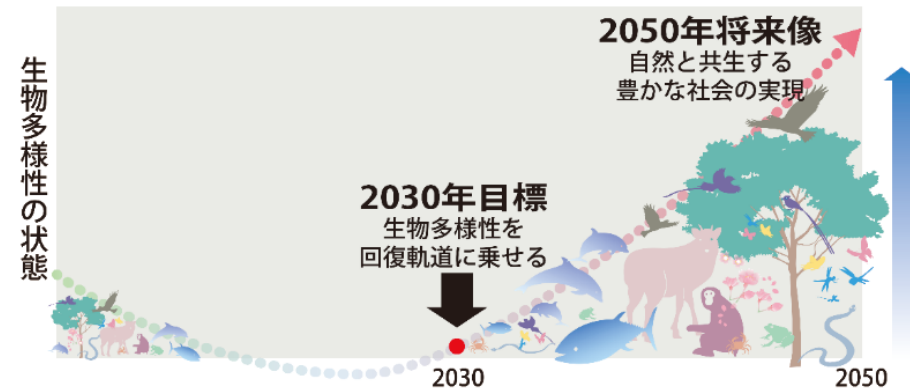 2050年将来像
自然と共生する
豊かな社会の実現
生物多様性の状態
2030年目標
生物多様性を
回復軌道に乗せる
2030
2050